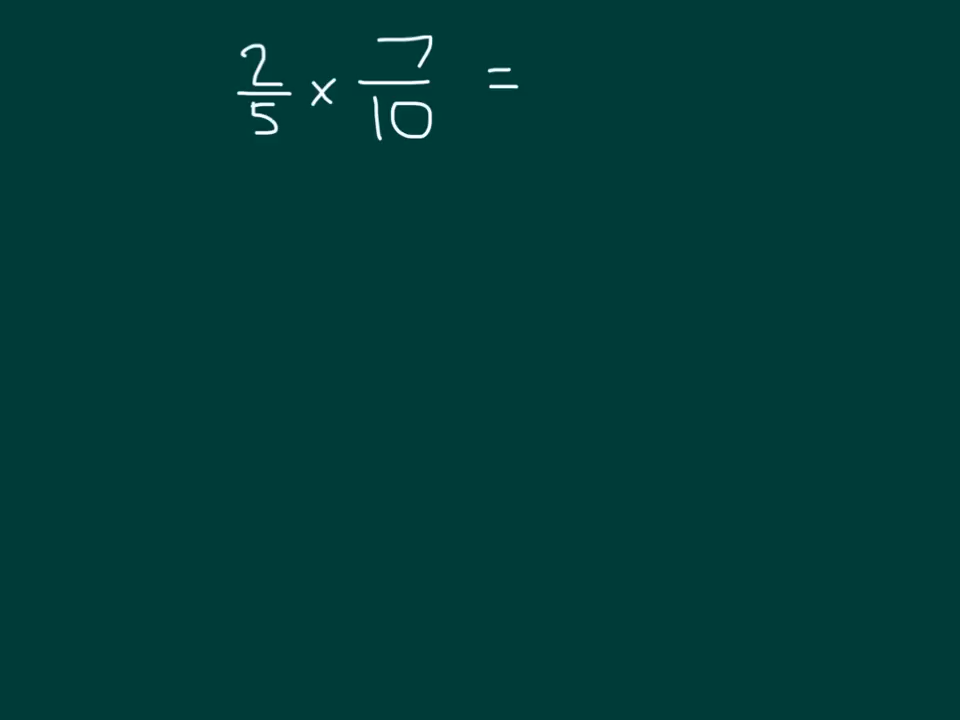 2/5 × 7/10 =